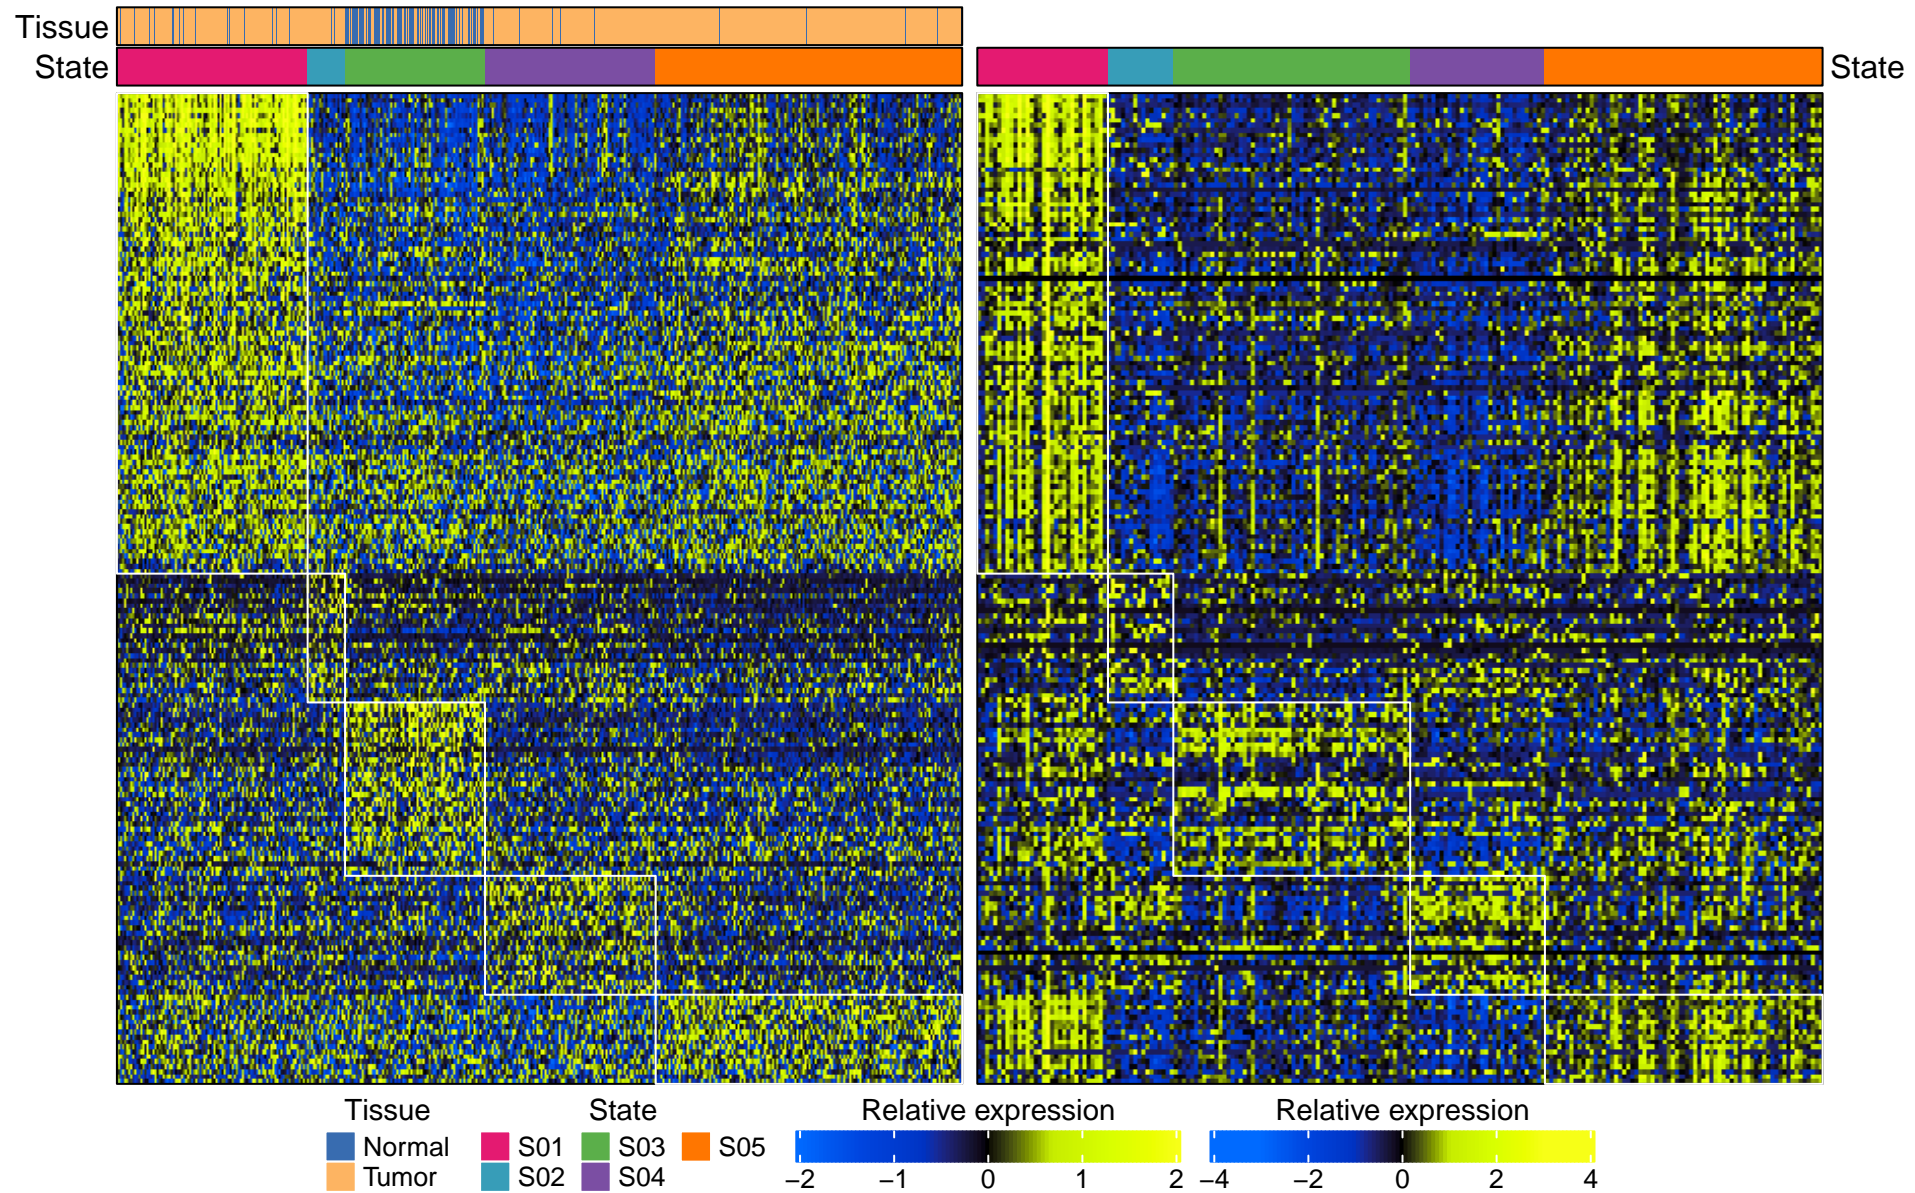 Tissue
State
State
Tissue State Relative expression Relative expression
Normal S01 S03 S05
Tumor S02 S04
−2 −1 0 1 2 −4 −2 0 2 4